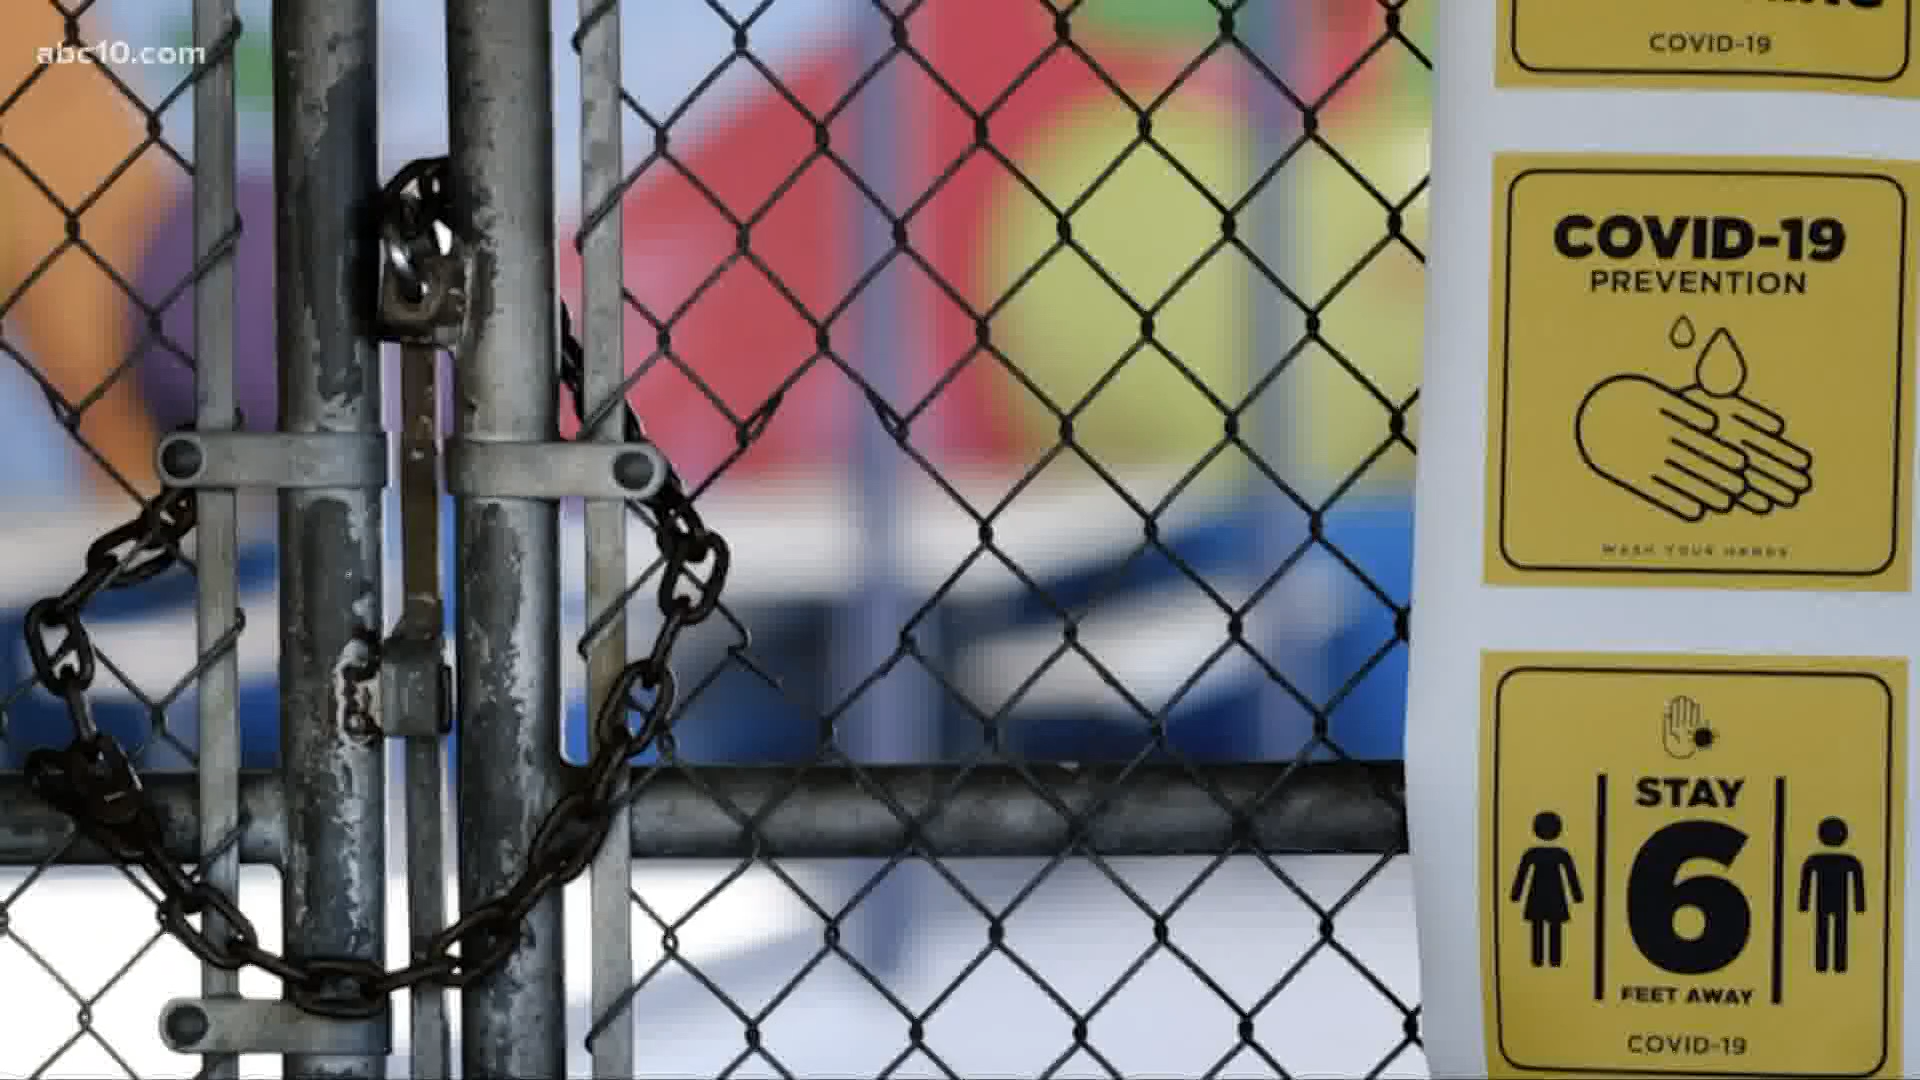 abc10.com
COVID-19
COVID-19
PREVENTION
WASH YOUR HANDS
STAY
6
FEET AWAY
COVID-19